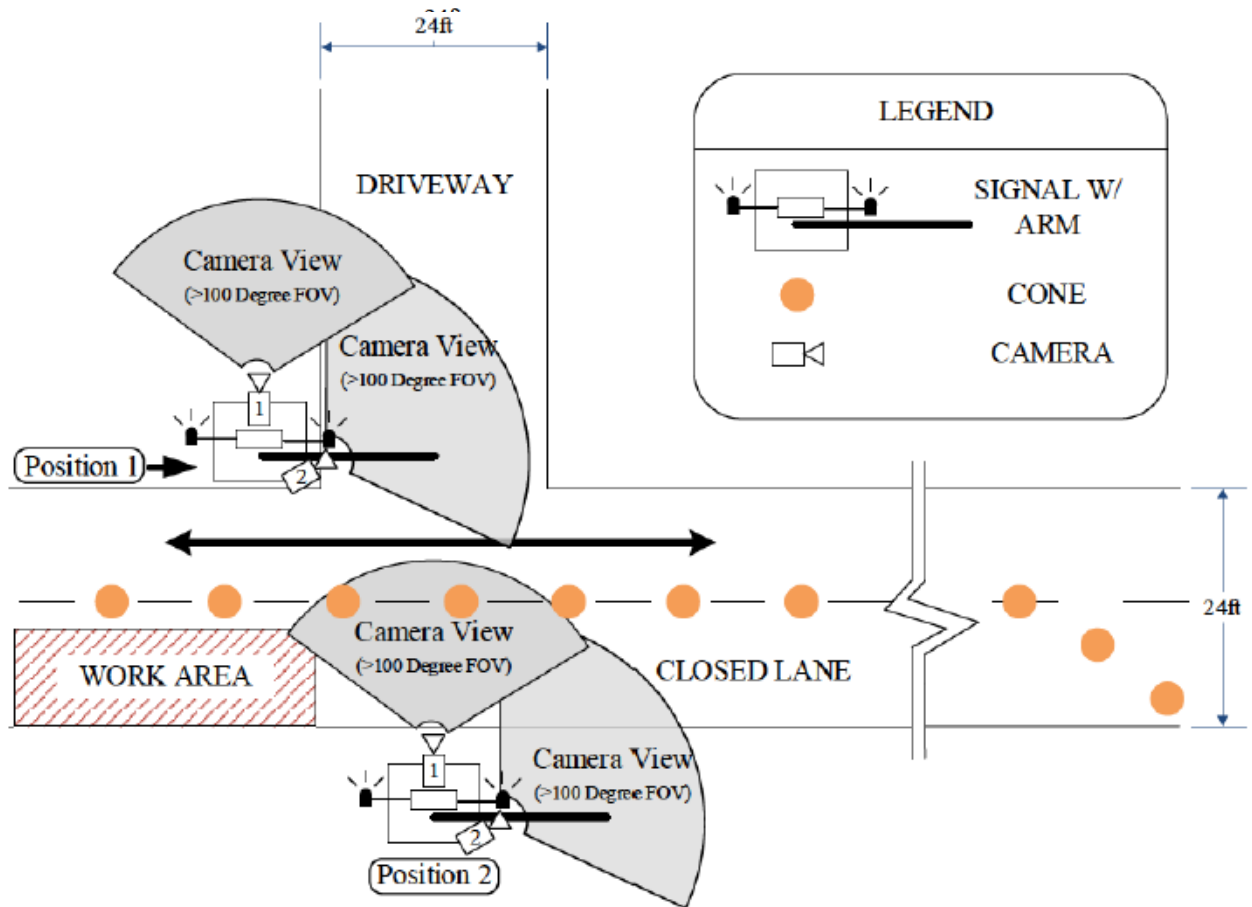 24ft
24ft
DRIVEWAY
LEGEND
SIGNAL W/
ARM
CONE
CAMERA
Camera View
(>100 Degree FOV)
Camera View
(>100 Degree FOV)
1
2
Position 1
24ft
Camera View
(>100 Degree FOV)
WORK AREA
CLOSED LANE
1
2
Camera View
(>100 Degree FOV)
Position 2